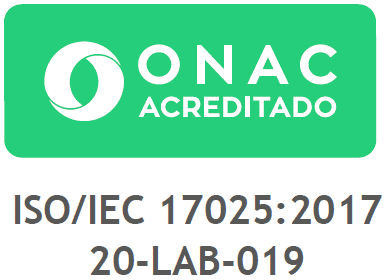 ONAC
ACREDITADO
ISO/IEC 17025:2017
20-LAB-019